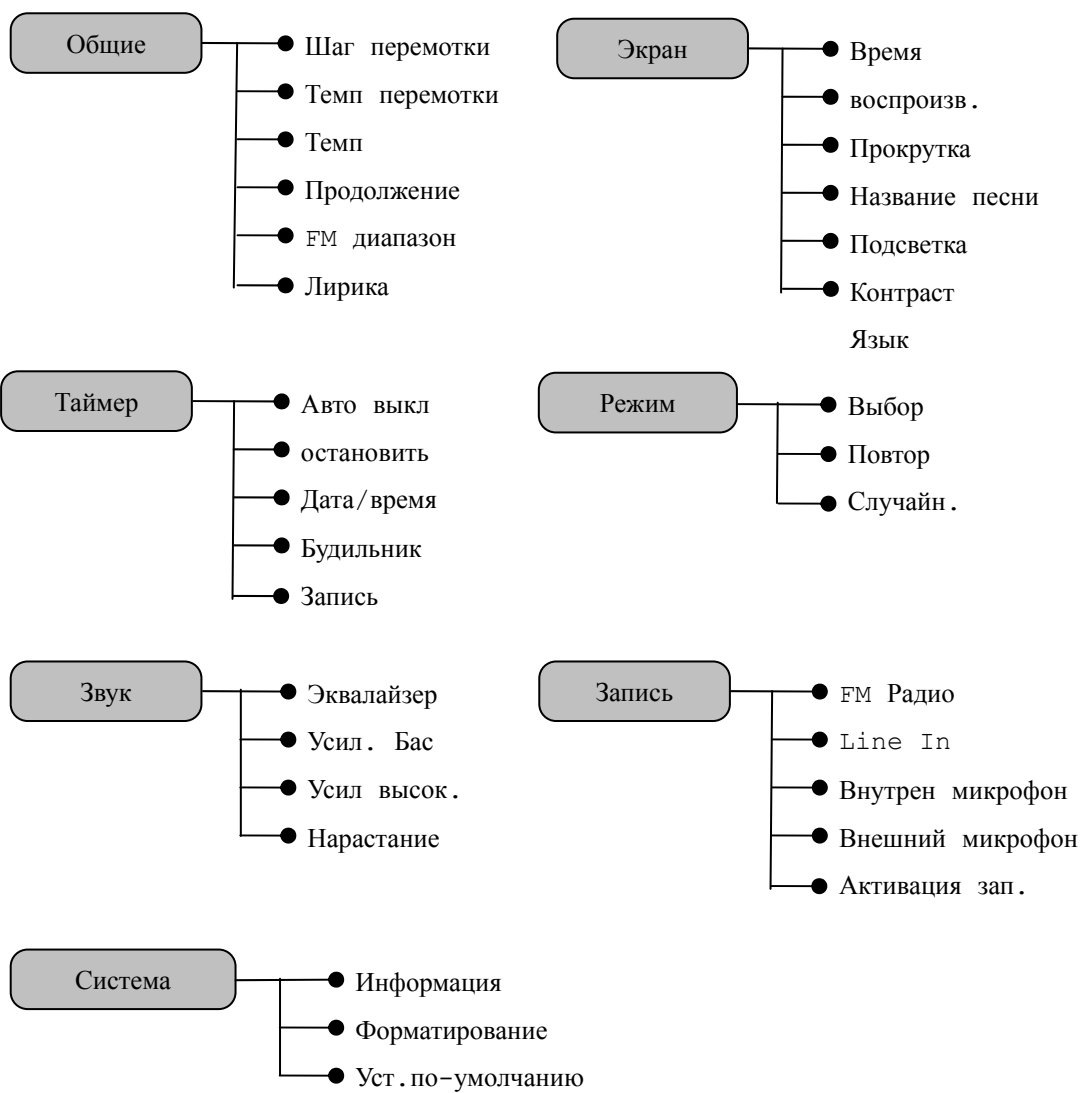 Общие
Шаг перемотки
Темп перемотки
Темп
Продолжение
FM диапазон
Лирика
Экран
Время
воспроизв.
Прокрутка
Название песни
Подсветка
Контраст
Язык
Таймер
Авто выкл
остановить
Дата/время
Будильник
Запись
Режим
Выбор
Повтор
Случайн.
Звук
Эквалайзер
Усил. Бас
Усил высок.
Нарастание
Запись
FM Радио
Line In
Внутрен микрофон
Внешний микрофон
Активация зап.
Система
Информация
Форматирование
Уст.по-умолчанию